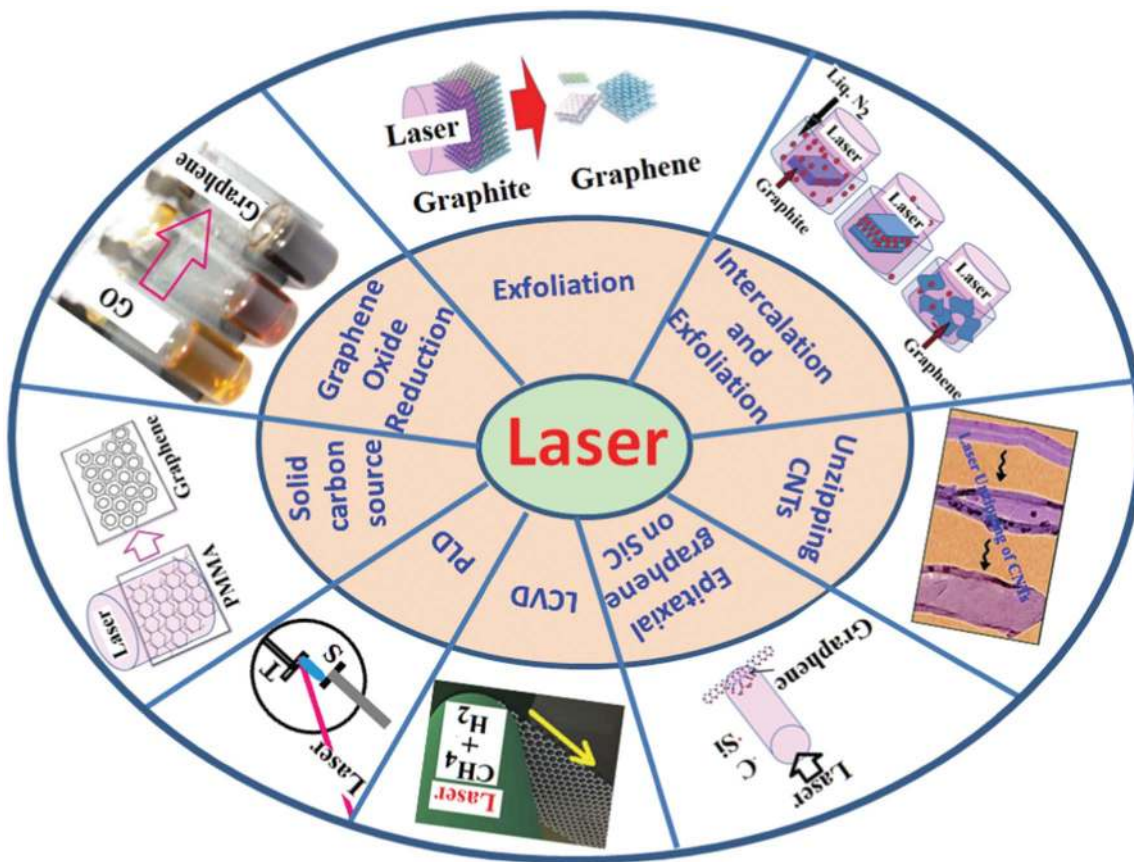 Laser
Exfoliation
Intercalation
and
Exfoliation
Unzipping
CNTs
Epitaxial
graphene
on SiC
LCVD
PLD
Solid
carbon
source
Graphene
Oxide
Reduction
Laser
Graphite
Graphene
Liq. N2
Laser
Graphite
Laser
Laser
Graphene
Laser Unzipping of CNTs
Graphene
Si
C
Laser
Laser
CH4
+
H2
T
S
Laser
Graphene
PMMA
Laser
GO
Graphene